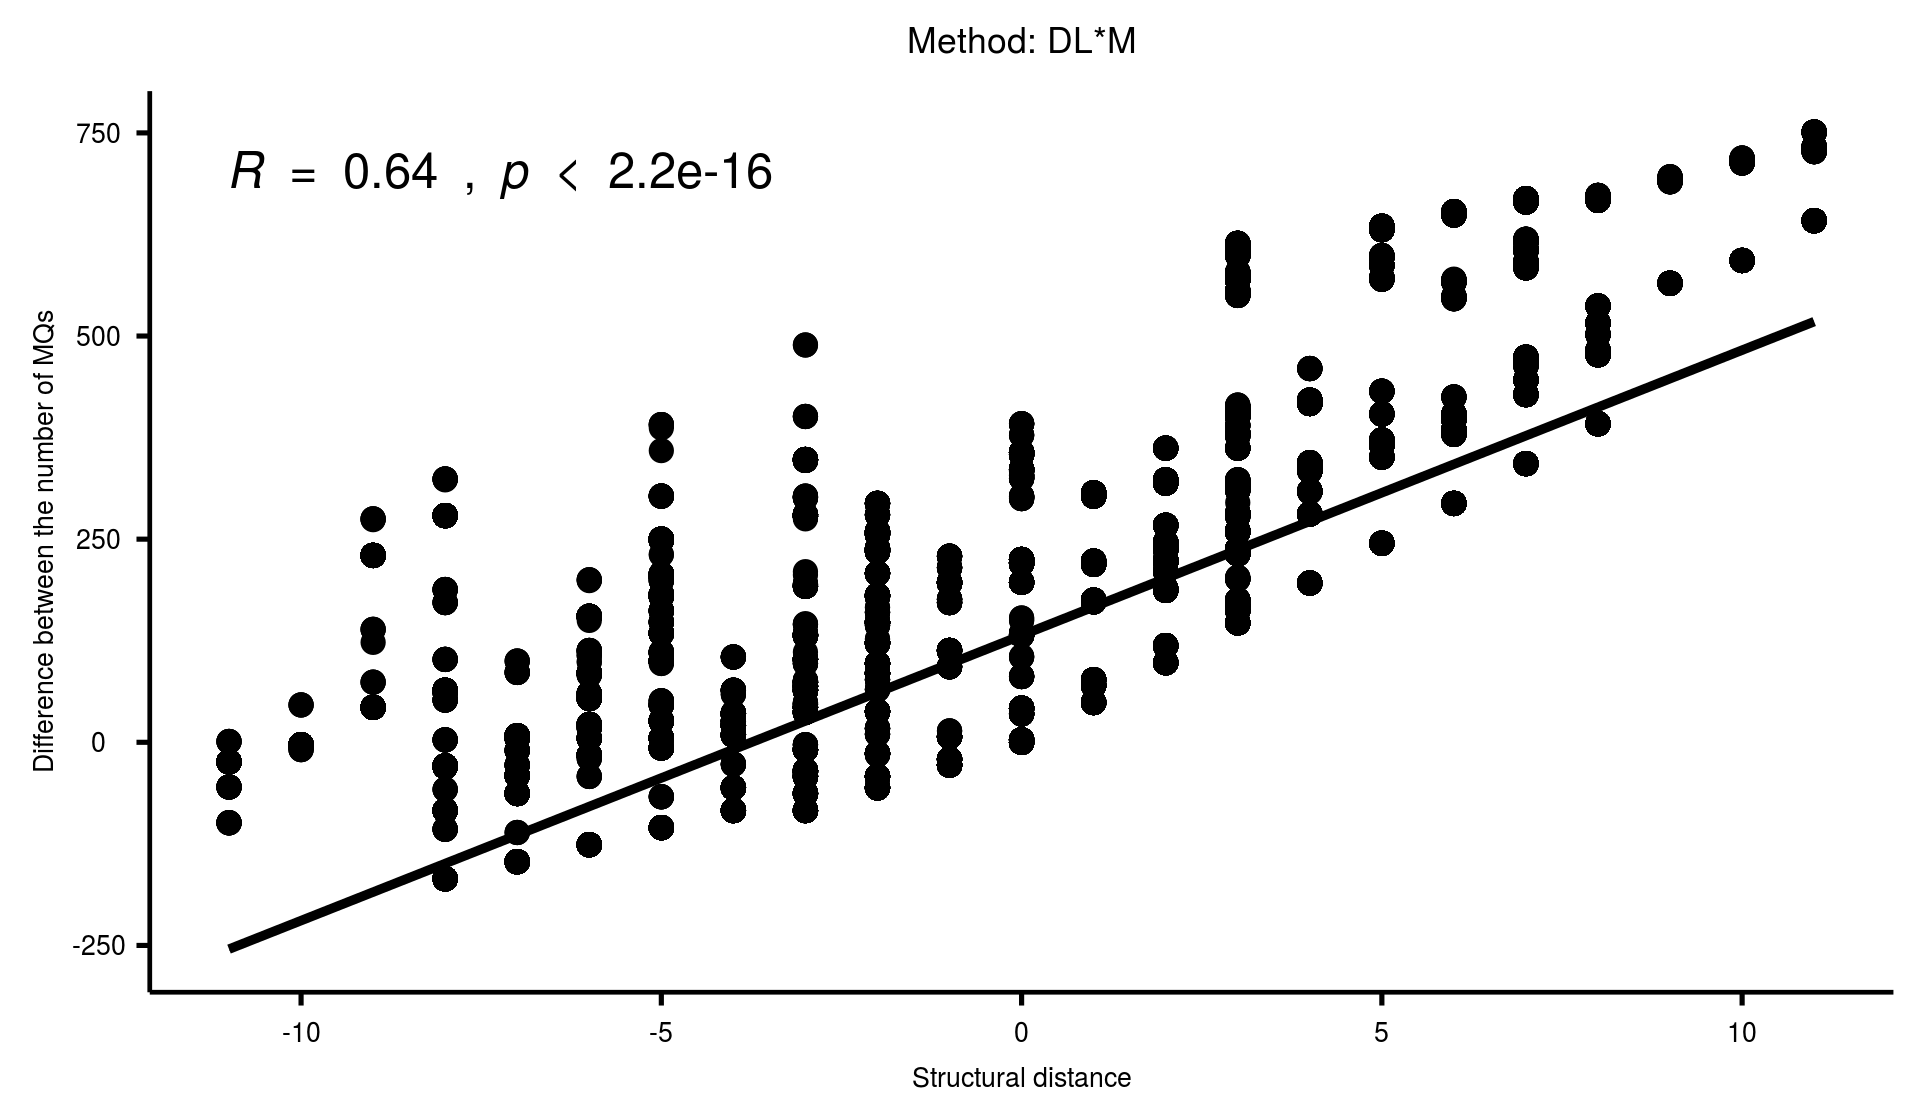 Method: DL*M
R = 0.64 , p < 2.2e-16
Difference between the number of MQs
750
500
250
0
-250
-10 -5 0 5 10
Structural distance